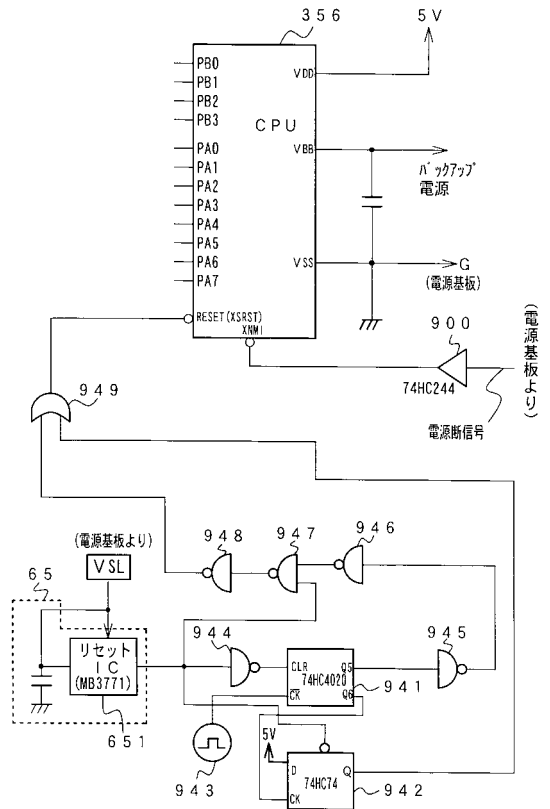 356
5V
PB0
PB1
PB2
PB3
PA0
PA1
PA2
PA3
PA4
PA5
PA6
PA7
CPU
VDD
VBB
VSS
バックアップ
電源
G
(電源基板)
RESET(XSRST)
XNMI
900
74HC244
(電源基板より)
電源断信号
949
948
947
946
(電源基板より)
VSL
65
リセット
IC
(MB3771)
651
944
945
CLR
74HC4020
Q5
Q6
CK
941
943
5V
D
74HC74
Q
CK
942